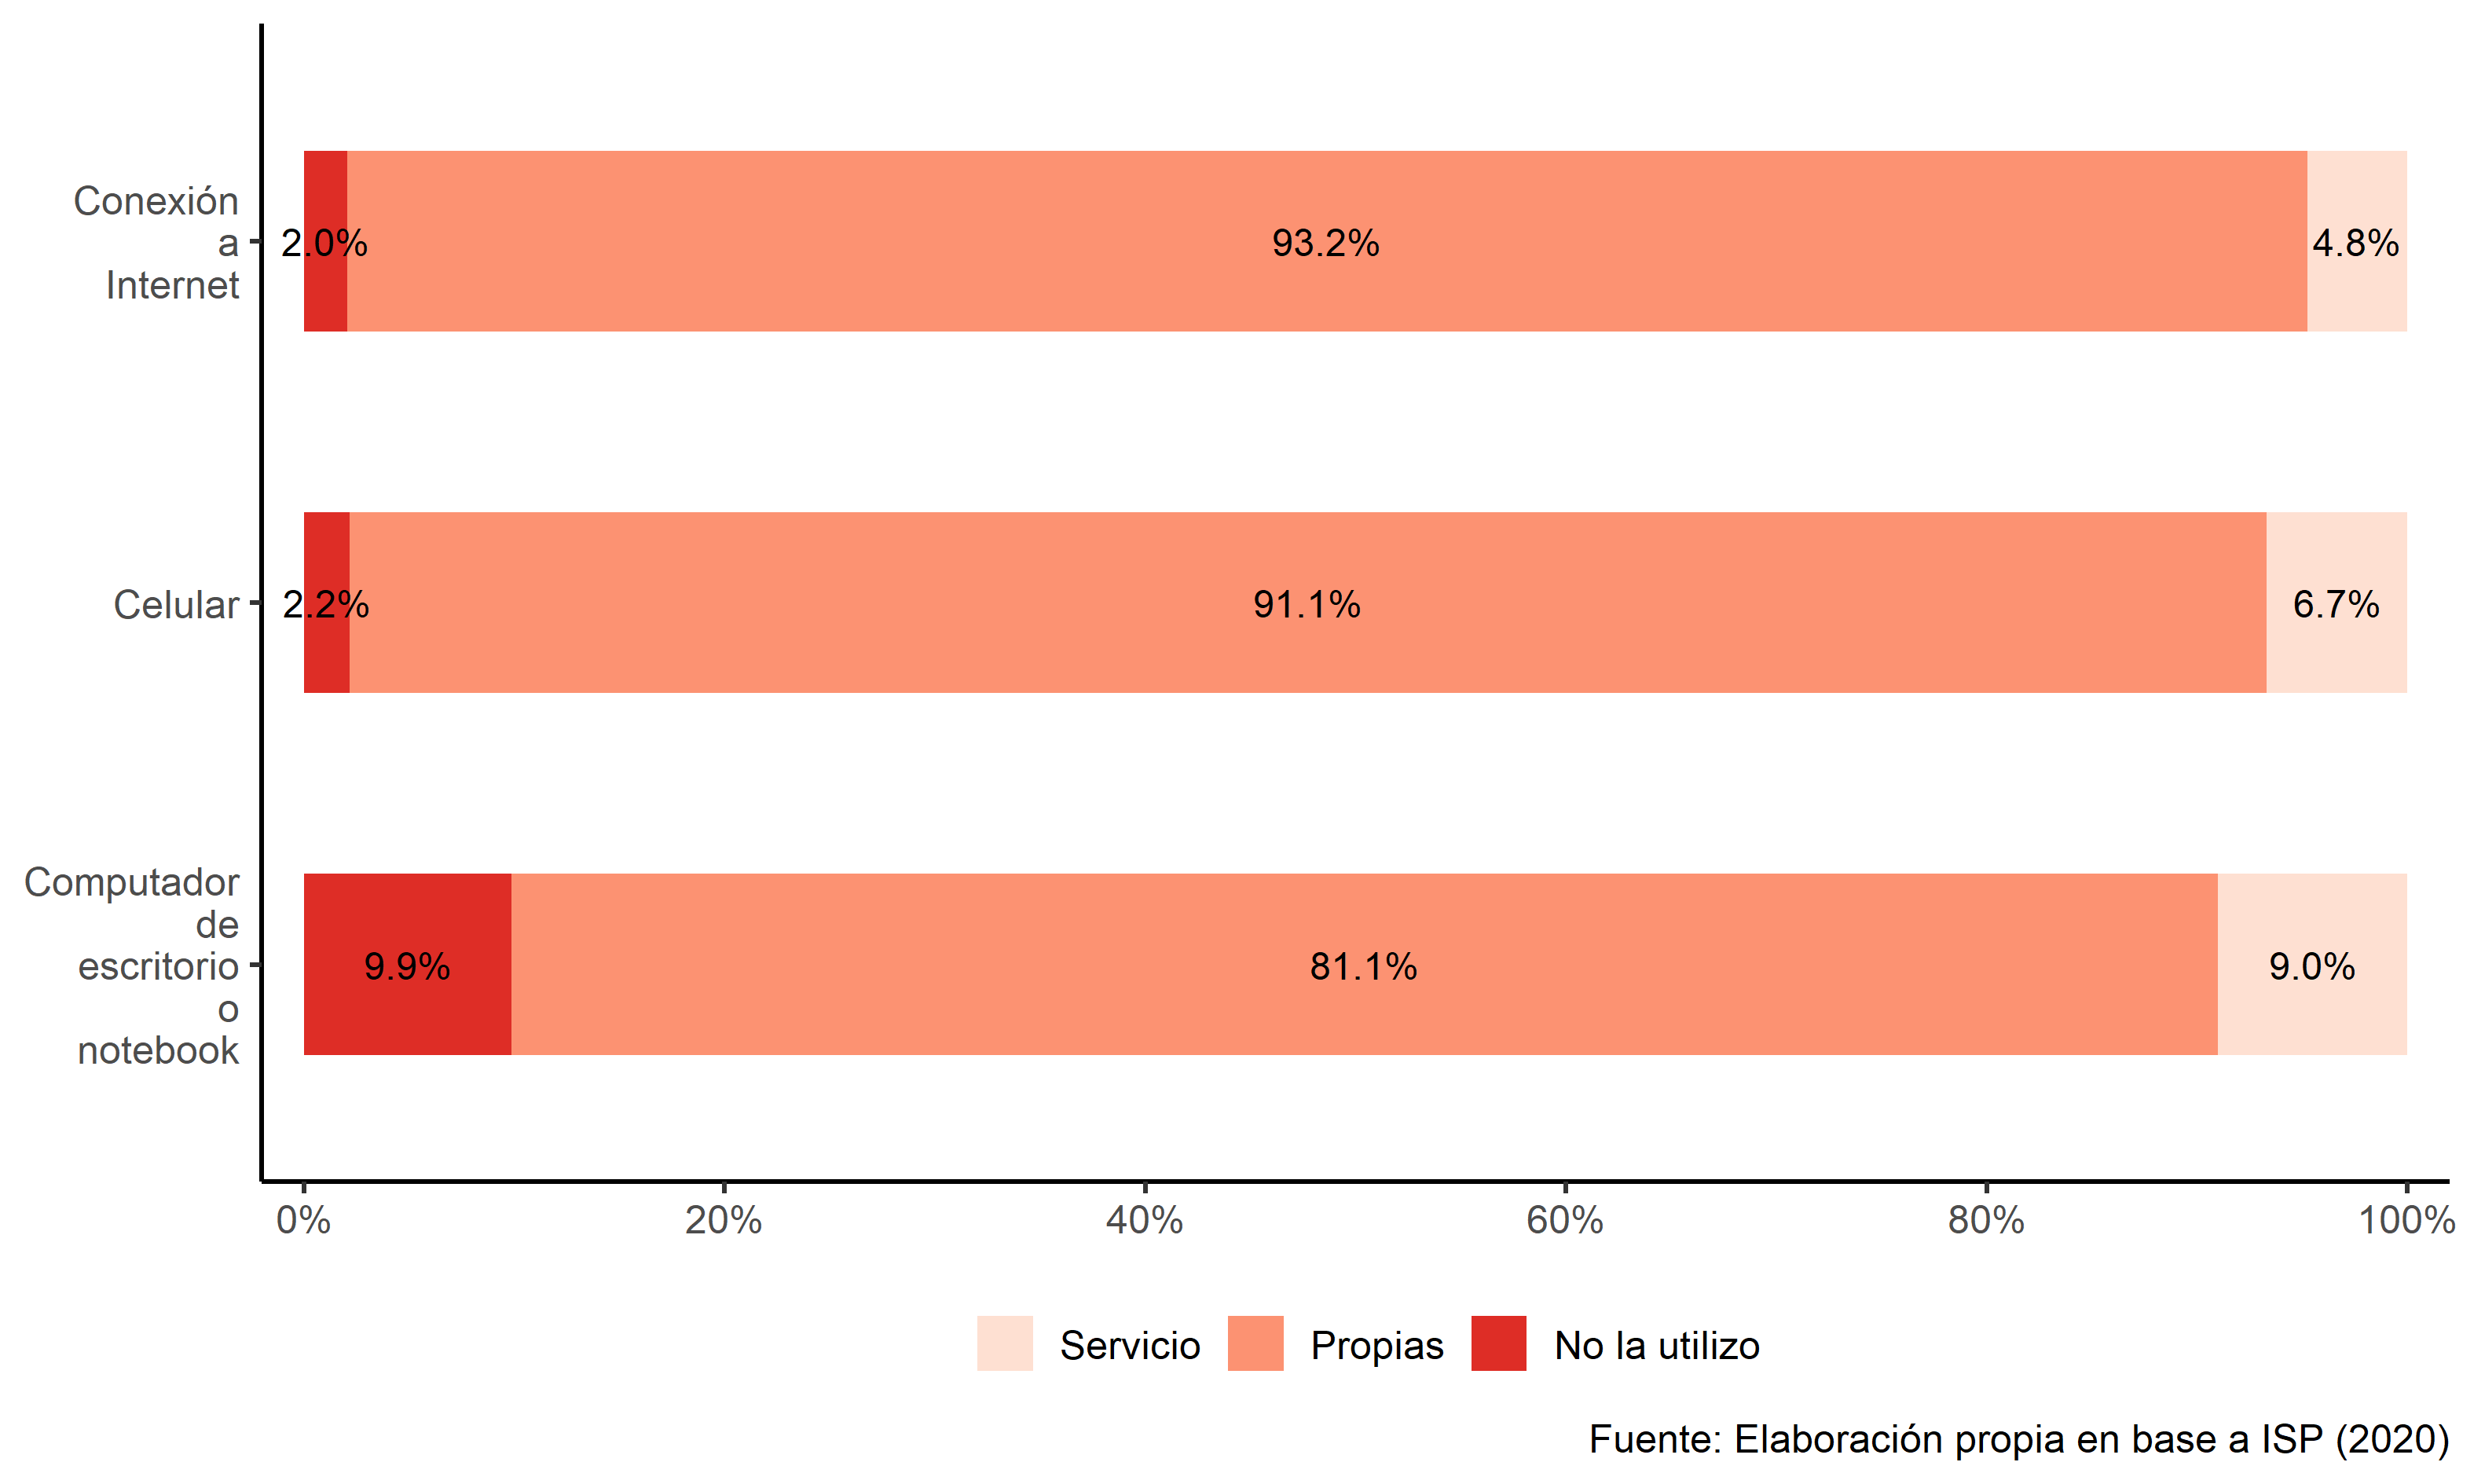 Conexión
a
Internet
2.0% 93.2% 4.8%
Celular
2.2% 91.1% 6.7%
Computador
de
escritorio
o
notebook
9.9% 81.1% 9.0%
0% 20% 40% 60% 80% 100%
Servicio Propias No la utilizo
Fuente: Elaboración propia en base a ISP (2020)